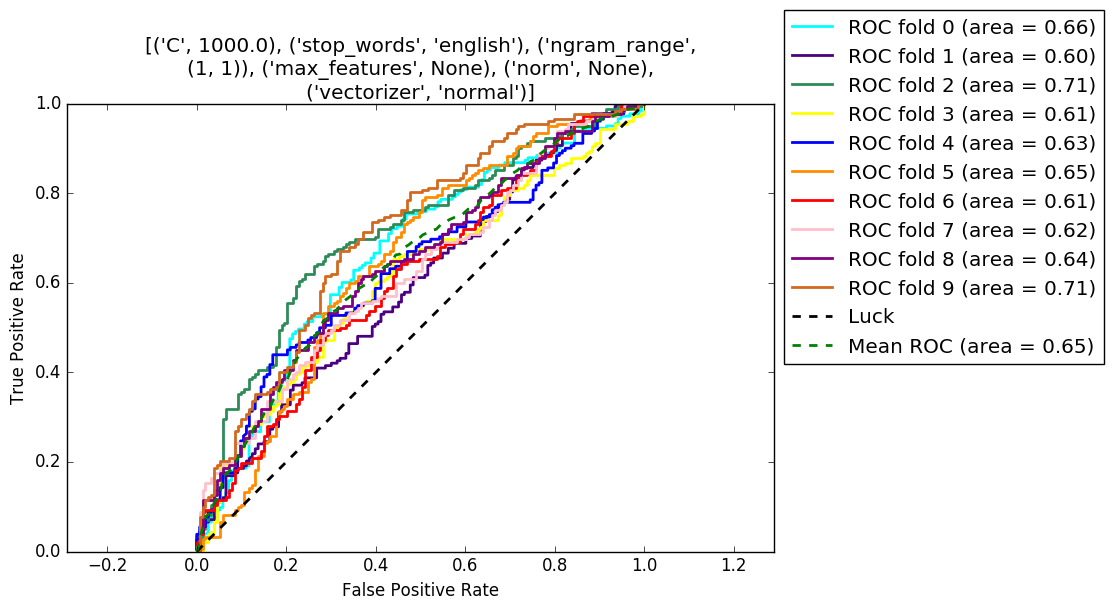 [('C', 1000.0), ('stop_words', 'english'), ('ngram_range',
(1, 1)), ('max_features', None), ('norm', None),
('vectorizer', 'normal')]
ROC fold 0 (area = 0.66)
ROC fold 1 (area = 0.60)
ROC fold 2 (area = 0.71)
ROC fold 3 (area = 0.61)
ROC fold 4 (area = 0.63)
ROC fold 5 (area = 0.65)
ROC fold 6 (area = 0.61)
ROC fold 7 (area = 0.62)
ROC fold 8 (area = 0.64)
ROC fold 9 (area = 0.71)
Luck
Mean ROC (area = 0.65)
True Positive Rate
1.0
0.8
0.6
0.4
0.2
0.0
−0.2 0.0 0.2 0.4 0.6 0.8 1.0 1.2
False Positive Rate